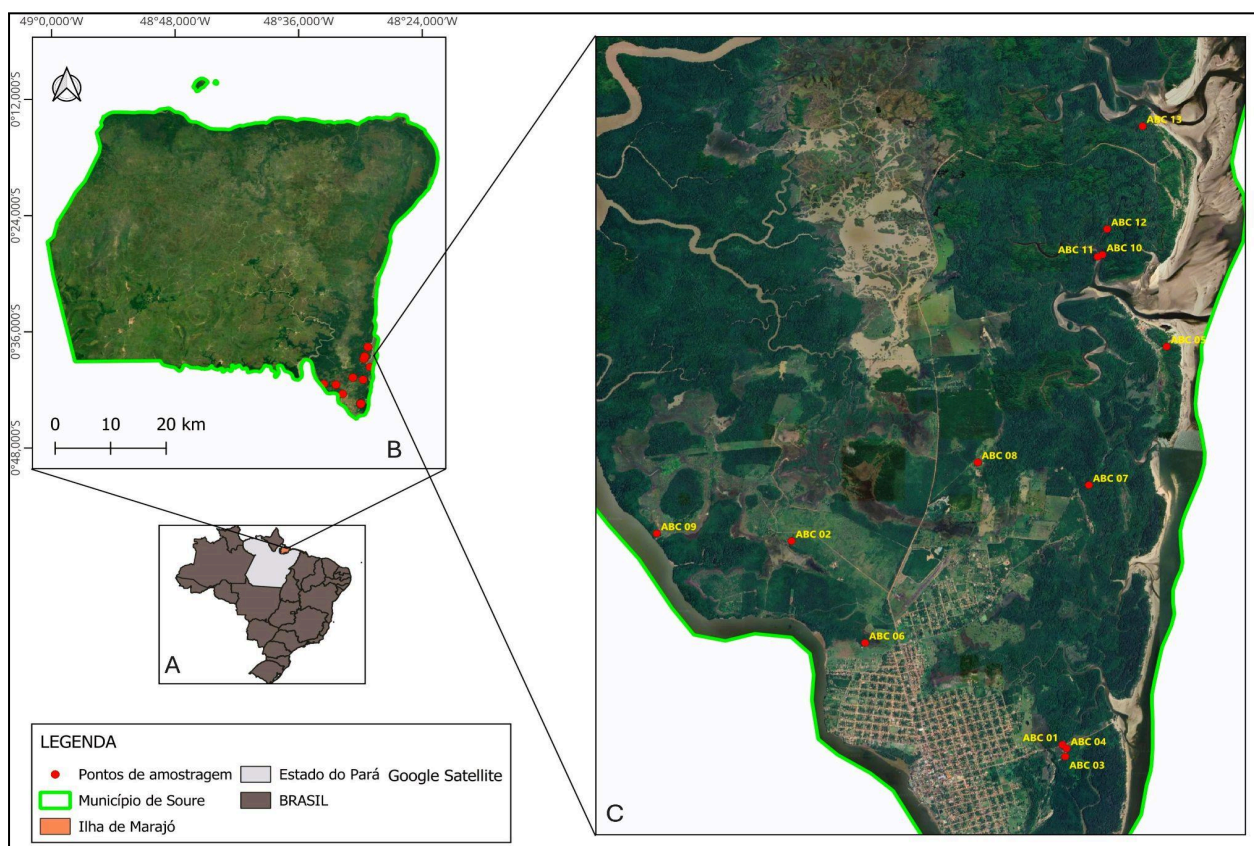 49°0,000'W
48°48,000'W
48°36,000'W
48°24,000'W
0°12,000'S
0°24,000'S
0°36,000'S
0°48,000'S
0 10 20 km
B
A
LEGENDA
Pontos de amostragem
Estado do Pará
Google Satellite
Município de Soure
BRASIL
Ilha de Marajó
ABC 13
ABC 12
ABC 11
ABC 10
ABC 05
ABC 08
ABC 07
ABC 09
ABC 02
ABC 06
ABC 01
ABC 04
ABC 03
C